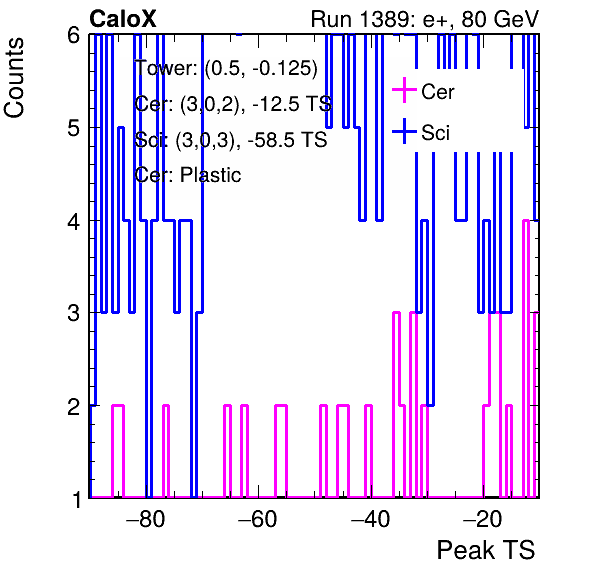 CaloX Run 1389: e+, 80 GeV
Counts
6
5
4
3
2
1
Tower: (0.5, -0.125)
Cer: (3,0,2), -12.5 TS
Sci: (3,0,3), -58.5 TS
Cer: Plastic
Cer
Sci
−80 −60 −40 −20
Peak TS